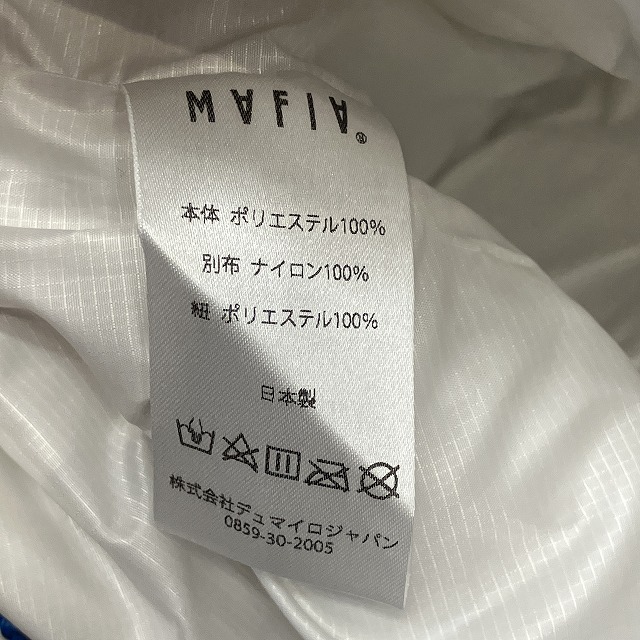 MAFIA®
本体 ポリエステル100%
別布 ナイロン100%
紐 ポリエステル100%
日本製
株式会社デュマイロジャパン
0859-30-2005